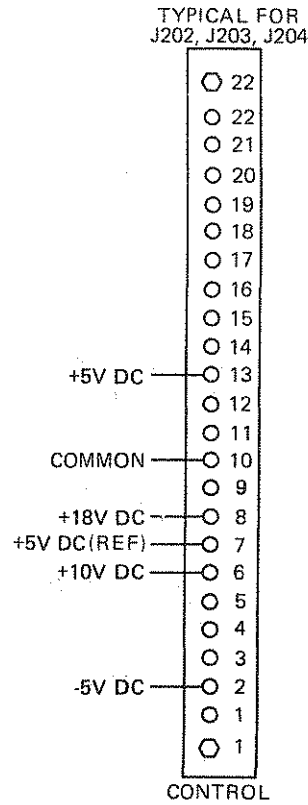 TYPICAL FOR
J202, J203, J204
22
22
21
20
19
18
17
16
15
14
+5V DC 13
12
11
COMMON 10
9
+18V DC 8
+5V DC(REF) 7
+10V DC 6
5
4
3
-5V DC 2
1
1
CONTROL